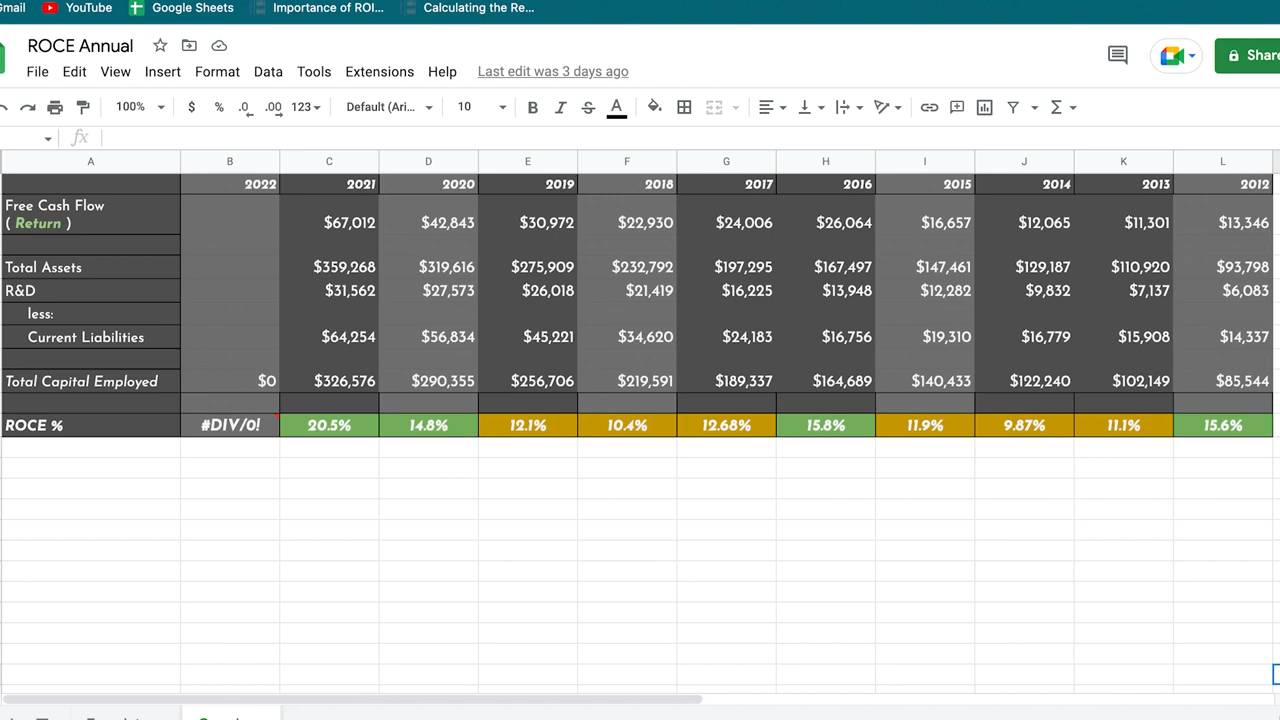 Gmail YouTube Google Sheets Importance of ROI... Calculating the Re...
ROCE Annual
File Edit View Insert Format Data Tools Extensions Help Last edit was 3 days ago
Share
100% $ % .0 .00 123 Default (Ari... 10 B I S A
fx
A B C D E F G H I J K L
2022 2021 2020 2019 2018 2017 2016 2015 2014 2013 2012
Free Cash Flow
( Return ) $67,012 $42,843 $30,972 $22,930 $24,006 $26,064 $16,657 $12,065 $11,301 $13,346
Total Assets $359,268 $319,616 $275,909 $232,792 $197,295 $167,497 $147,461 $129,187 $110,920 $93,798
R&D $31,562 $27,573 $26,018 $21,419 $16,225 $13,948 $12,282 $9,832 $7,137 $6,083
less:
Current Liabilities $64,254 $56,834 $45,221 $34,620 $24,183 $16,756 $19,310 $16,779 $15,908 $14,337
Total Capital Employed $0 $326,576 $290,355 $256,706 $219,591 $189,337 $164,689 $140,433 $122,240 $102,149 $85,544
ROCE % #DIV/0! 20.5% 14.8% 12.1% 10.4% 12.68% 15.8% 11.9% 9.87% 11.1% 15.6%